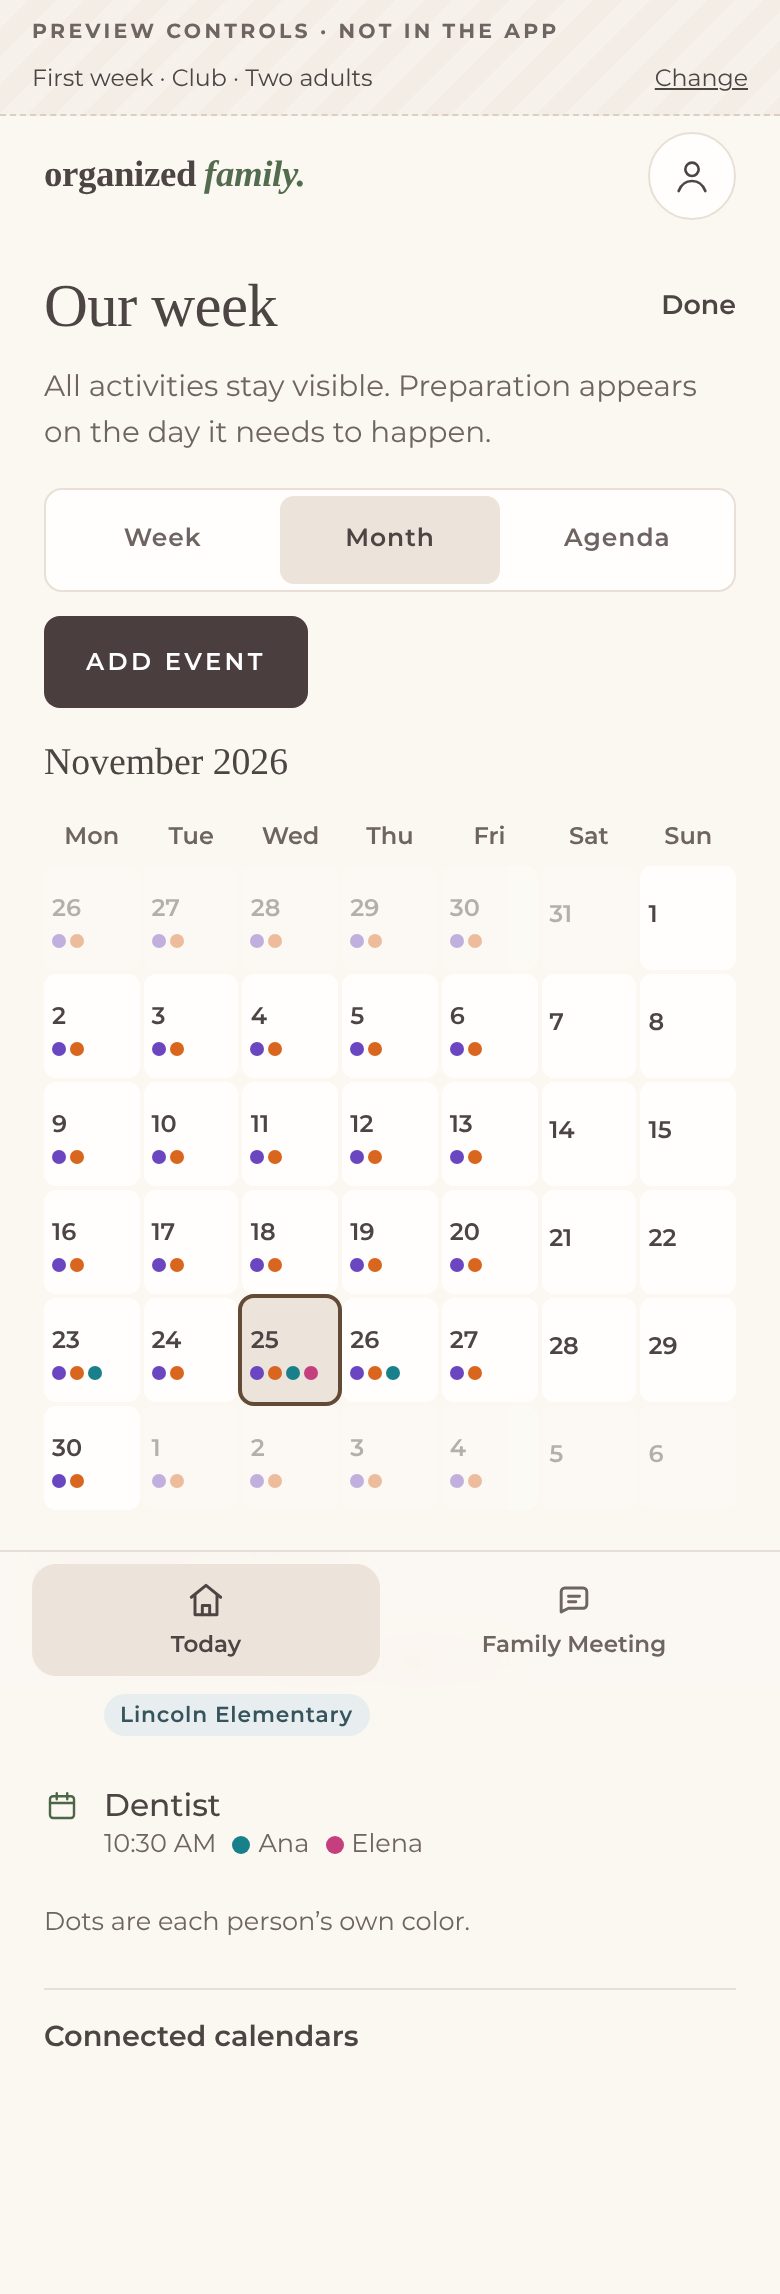 PREVIEW CONTROLS · NOT IN THE APP
First week · Club · Two adults Change
organized family.
Our week Done
All activities stay visible. Preparation appears
on the day it needs to happen.
Week Month Agenda
ADD EVENT
November 2026
Mon Tue Wed Thu Fri Sat Sun
26 27 28 29 30 31 1
2 3 4 5 6 7 8
9 10 11 12 13 14 15
16 17 18 19 20 21 22
23 24 25 26 27 28 29
30 1 2 3 4 5 6
Today Family Meeting
Lincoln Elementary
Dentist
10:30 AM Ana Elena
Dots are each person’s own color.
Connected calendars